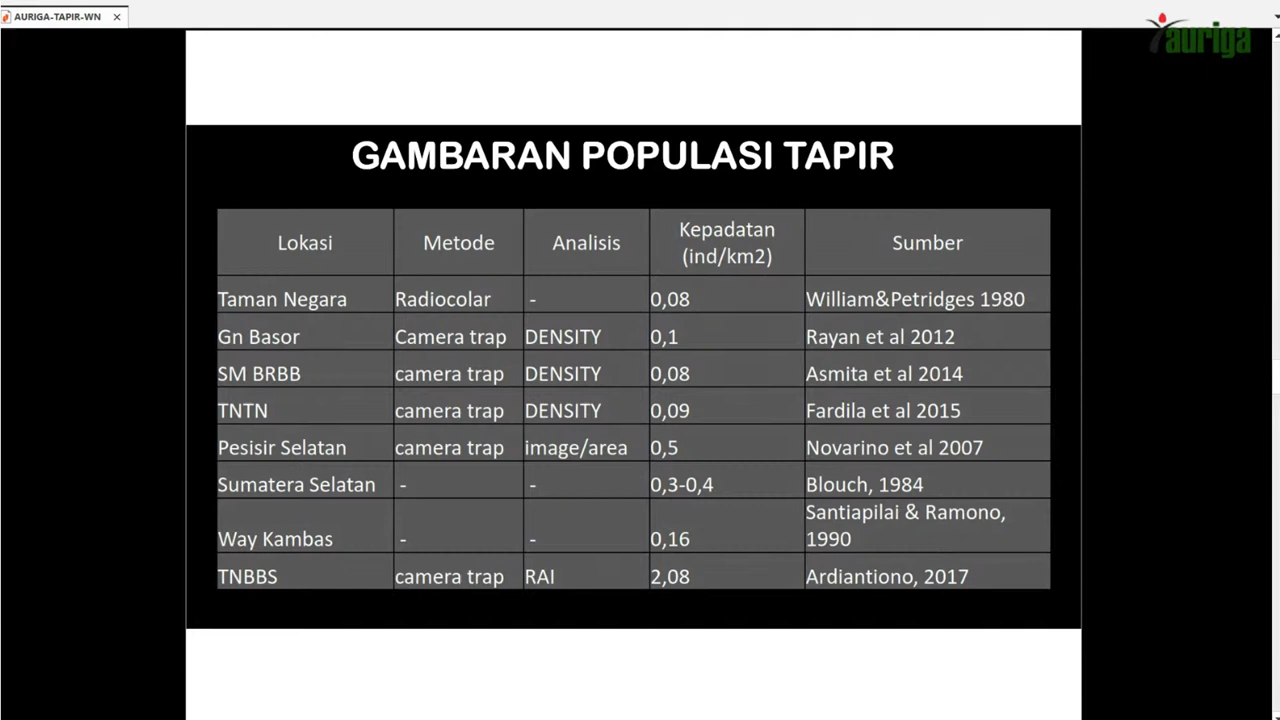 AURIGA-TAPIR-WN
auriga
GAMBARAN POPULASI TAPIR
Lokasi Metode Analisis Kepadatan (ind/km2) Sumber
Taman Negara Radiocolar - 0,08 William&Petridges 1980
Gn Basor Camera trap DENSITY 0,1 Rayan et al 2012
SM BRBB camera trap DENSITY 0,08 Asmita et al 2014
TNTN camera trap DENSITY 0,09 Fardila et al 2015
Pesisir Selatan camera trap image/area 0,5 Novarino et al 2007
Sumatera Selatan - - 0,3-0,4 Blouch, 1984
Way Kambas - - 0,16 Santiapilai & Ramono, 1990
TNBBS camera trap RAI 2,08 Ardiantiono, 2017